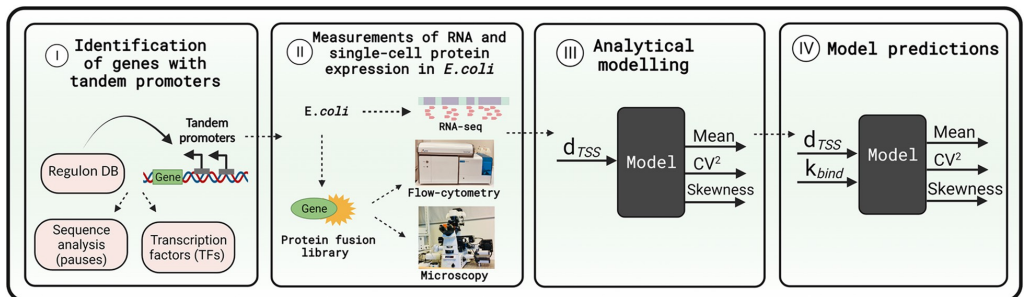 I
Identification
of genes with
tandem promoters
Tandem
promoters
Regulon DB
Gene
Sequence
analysis
(pauses)
Transcription
factors (TFs)
II
Measurements of RNA and
single-cell protein
expression in E.coli
E.coli
RNA-seq
Flow-cytometry
Gene
Protein fusion
library
Microscopy
III
Analytical
modelling
dTSS
Model
Mean
CV²
Skewness
IV
Model predictions
dTSS
kbind
Model
Mean
CV²
Skewness